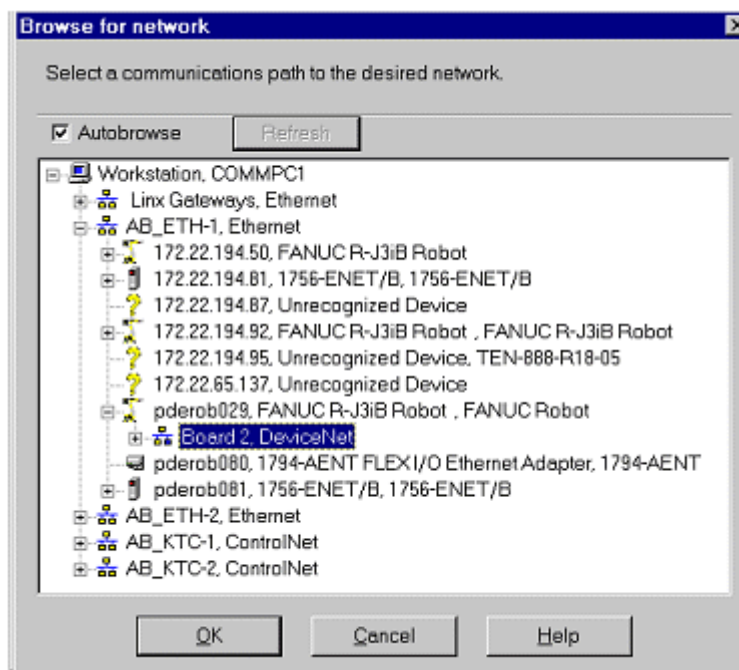 Browse for network
Select a communications path to the desired network.
Autobrowse Refresh
Workstation, COMMPC1
Linx Gateways, Ethernet
AB_ETH-1, Ethernet
172.22.194.50, FANUC R-J3iB Robot
172.22.194.81, 1756-ENET/B, 1756-ENET/B
172.22.194.87, Unrecognized Device
172.22.194.92, FANUC R-J3iB Robot , FANUC R-J3iB Robot
172.22.194.95, Unrecognized Device, TEN-888-R18-05
172.22.65.137, Unrecognized Device
pderob029, FANUC R-J3iB Robot , FANUC Robot
Board 2, DeviceNet
pderob080, 1794-AENT FLEX I/O Ethernet Adapter, 1794-AENT
pderob081, 1756-ENET/B, 1756-ENET/B
AB_ETH-2, Ethernet
AB_KTC-1, ControlNet
AB_KTC-2, ControlNet
OK Cancel Help